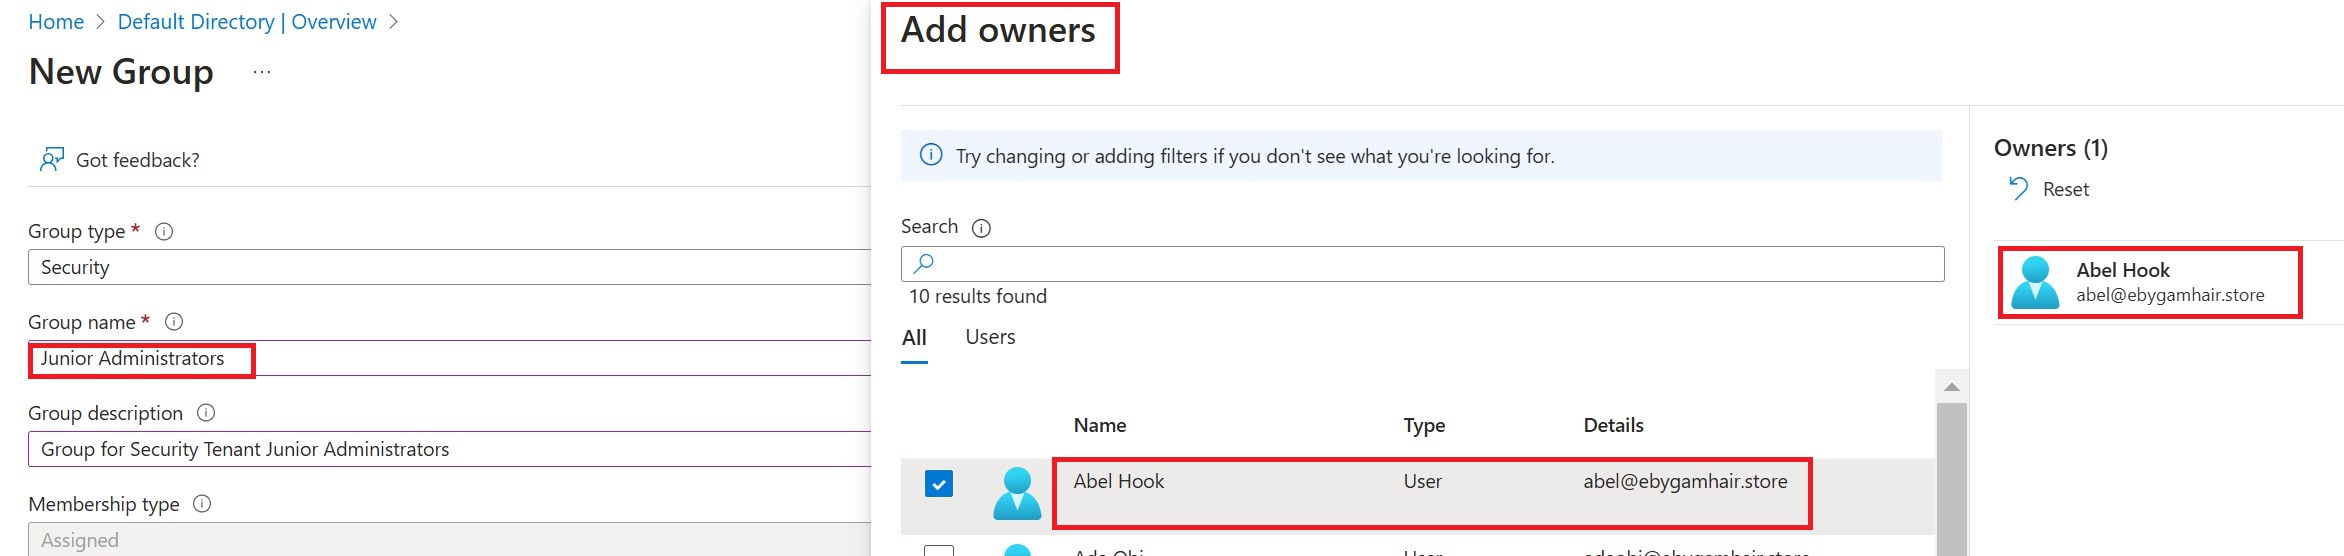 Home > Default Directory | Overview >
New Group ...
Got feedback?
Group type *
Security
Group name *
Junior Administrators
Group description
Group for Security Tenant Junior Administrators
Membership type
Assigned
Add owners
Try changing or adding filters if you don't see what you're looking for.
Search
10 results found
All Users
Name Type Details
Abel Hook User abel@ebygamhair.store
Owners (1)
Reset
Abel Hook
abel@ebygamhair.store